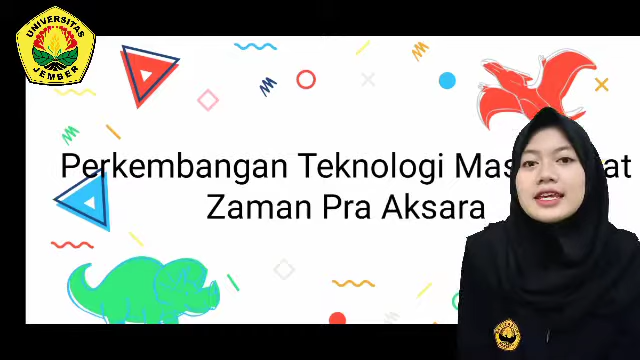 UNIVERSITAS
JEMBER
Perkembangan Teknologi Mas at
Zaman Pra Aksara